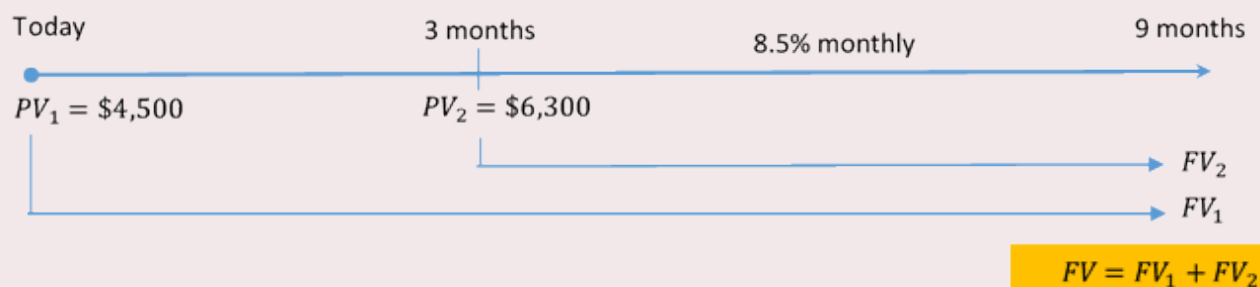 Today 3 months 8.5% monthly 9 months
PV₁ = $4,500 PV₂ = $6,300
FV₂
FV₁
FV = FV₁ + FV₂